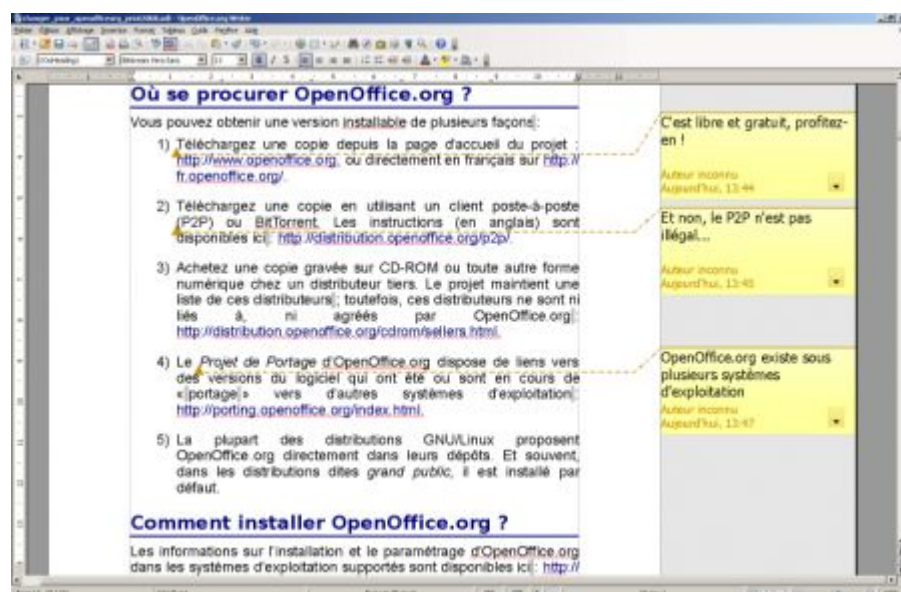 Où se procurer OpenOffice.org ?
Vous pouvez obtenir une version installable de plusieurs façons :
1) Téléchargez une copie depuis la page d'accueil du projet :
http://www.openoffice.org, ou directement en français sur http://
fr.openoffice.org/.
2) Téléchargez une copie en utilisant un client poste-à-poste
(P2P) ou BitTorrent. Les instructions (en anglais) sont
disponibles ici : http://distribution.openoffice.org/p2p/.
3) Achetez une copie gravée sur CD-ROM ou toute autre forme
numérique chez un distributeur tiers. Le projet maintient une
liste de ces distributeurs ; toutefois, ces distributeurs ne sont ni
liés à, ni agréés par OpenOffice.org :
http://distribution.openoffice.org/cdrom/sellers.html.
4) Le Projet de Portage d'OpenOffice.org dispose de liens vers
des versions du logiciel qui ont été ou sont en cours de
« portage » vers d'autres systèmes d'exploitation :
http://porting.openoffice.org/index.html.
5) La plupart des distributions GNU/Linux proposent
OpenOffice.org directement dans leurs dépôts. Et souvent,
dans les distributions dites grand public, il est installé par
défaut.
Comment installer OpenOffice.org ?
Les informations sur l'installation et le paramétrage d'OpenOffice.org
dans les systèmes d'exploitation supportés sont disponibles ici : http://
C'est libre et gratuit, profitez-
en !
Auteur inconnu
Aujourd'hui, 13:44
Et non, le P2P n'est pas
illégal...
Auteur inconnu
Aujourd'hui, 13:45
OpenOffice.org existe sous
plusieurs systèmes
d'exploitation
Auteur inconnu
Aujourd'hui, 13:47